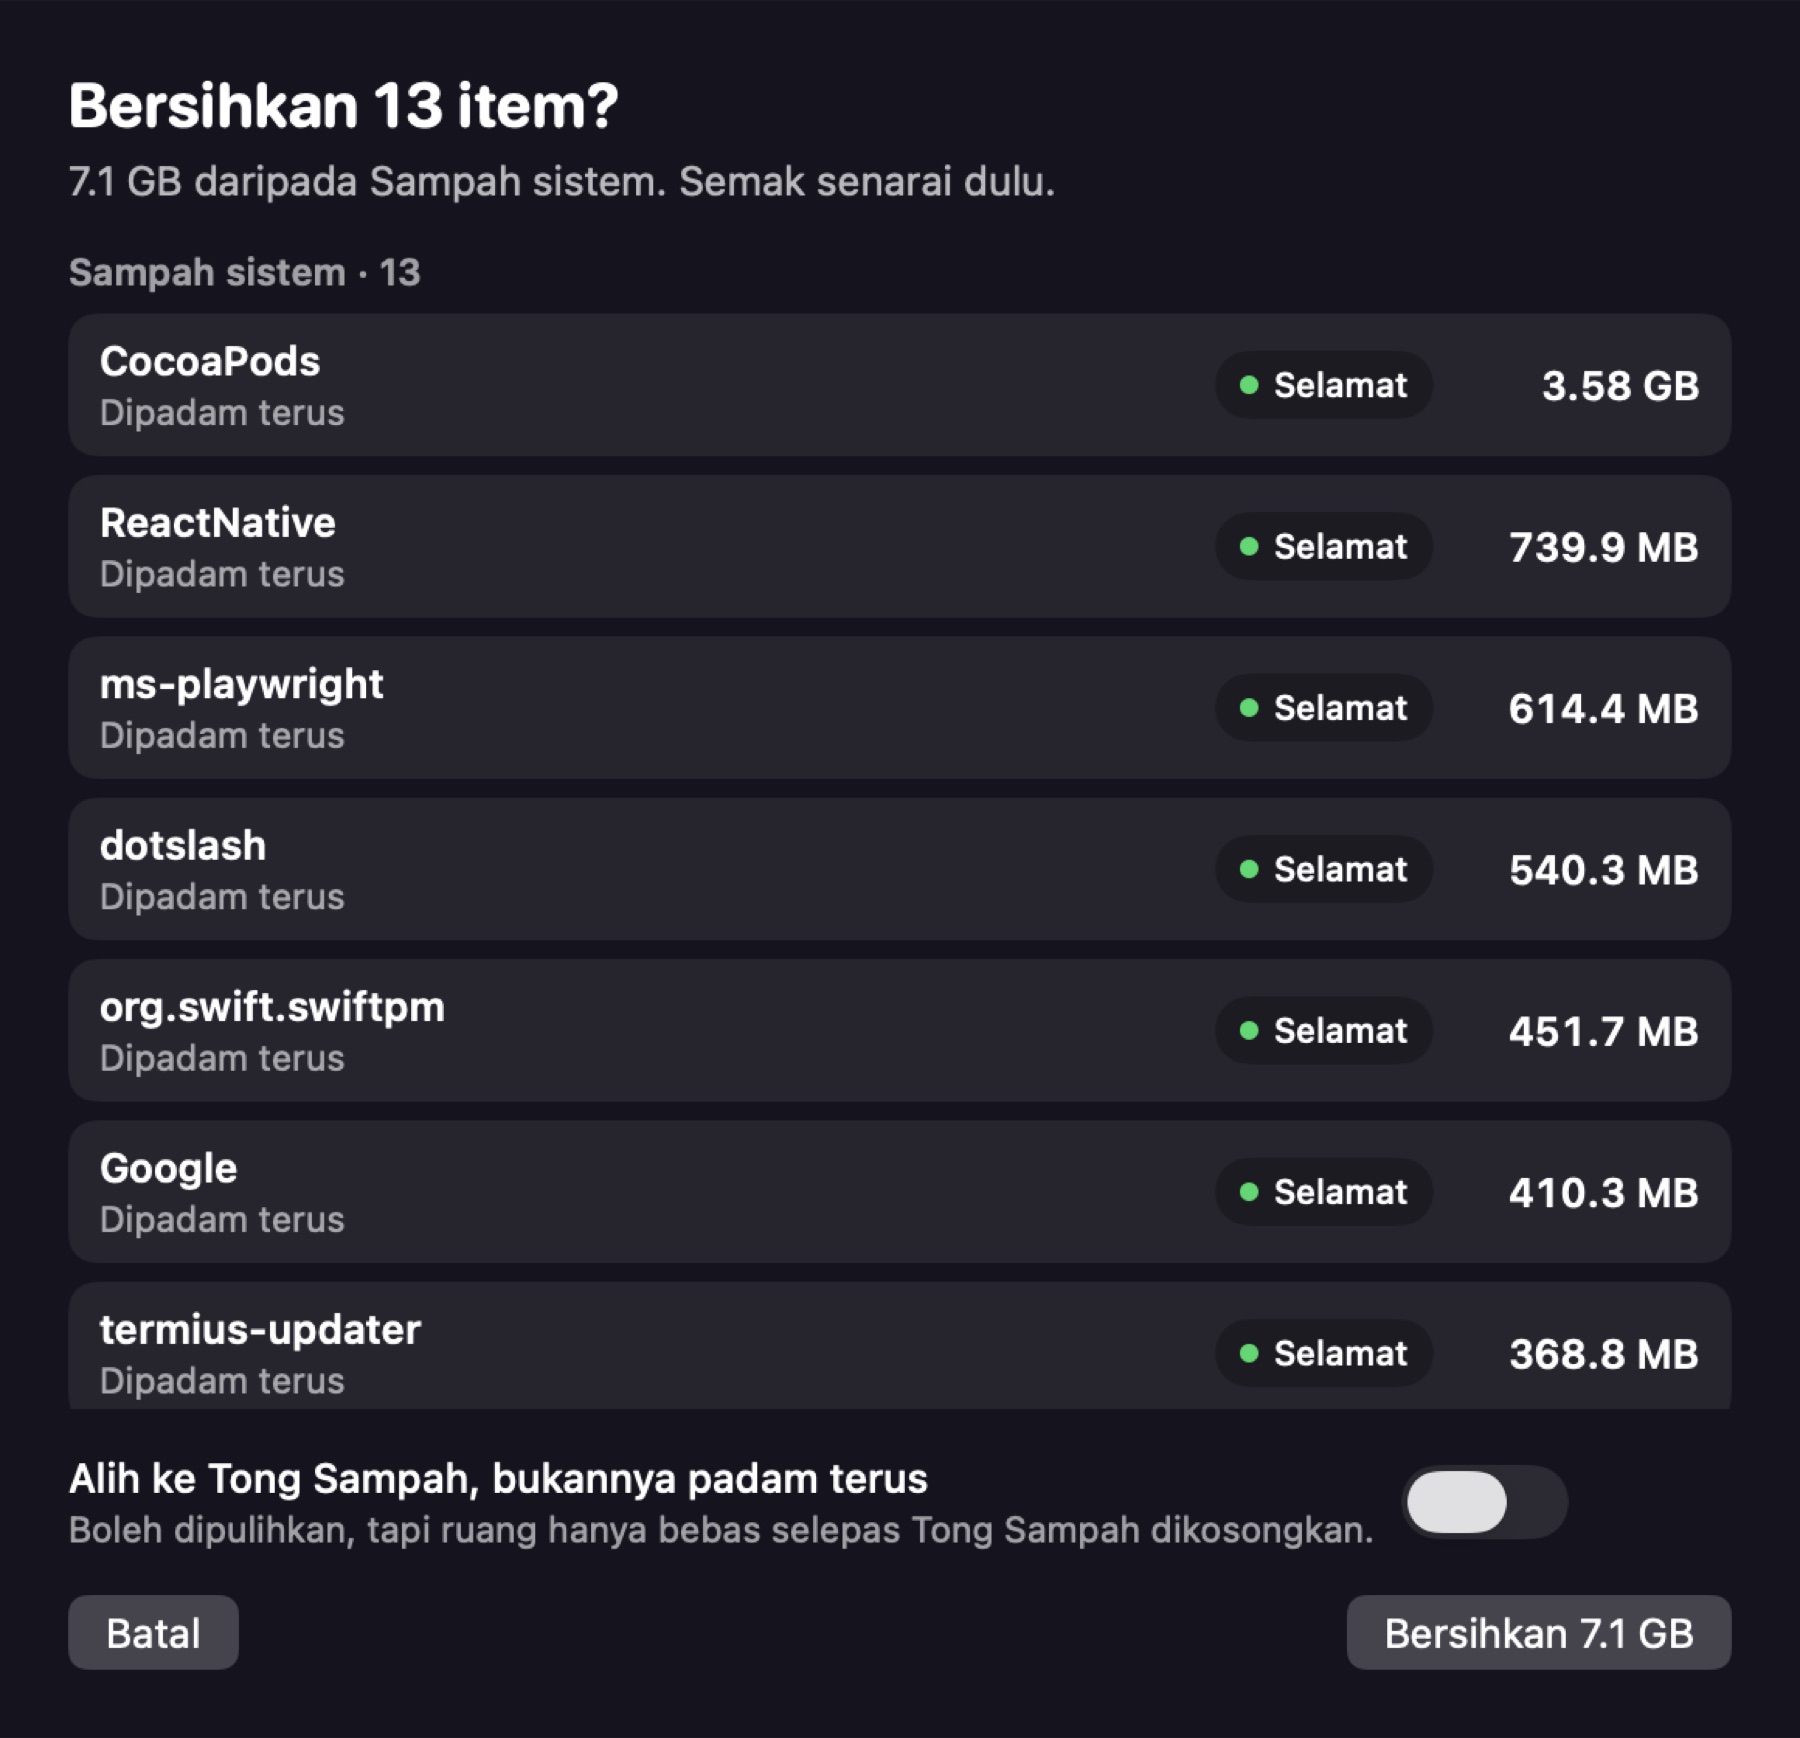 Bersihkan 13 item?
7.1 GB daripada Sampah sistem. Semak senarai dulu.
Sampah sistem · 13
CocoaPods
Dipadam terus
Selamat
3.58 GB
ReactNative
Dipadam terus
Selamat
739.9 MB
ms-playwright
Dipadam terus
Selamat
614.4 MB
dotslash
Dipadam terus
Selamat
540.3 MB
org.swift.swiftpm
Dipadam terus
Selamat
451.7 MB
Google
Dipadam terus
Selamat
410.3 MB
termius-updater
Dipadam terus
Selamat
368.8 MB
Alih ke Tong Sampah, bukannya padam terus
Boleh dipulihkan, tapi ruang hanya bebas selepas Tong Sampah dikosongkan.
Batal
Bersihkan 7.1 GB